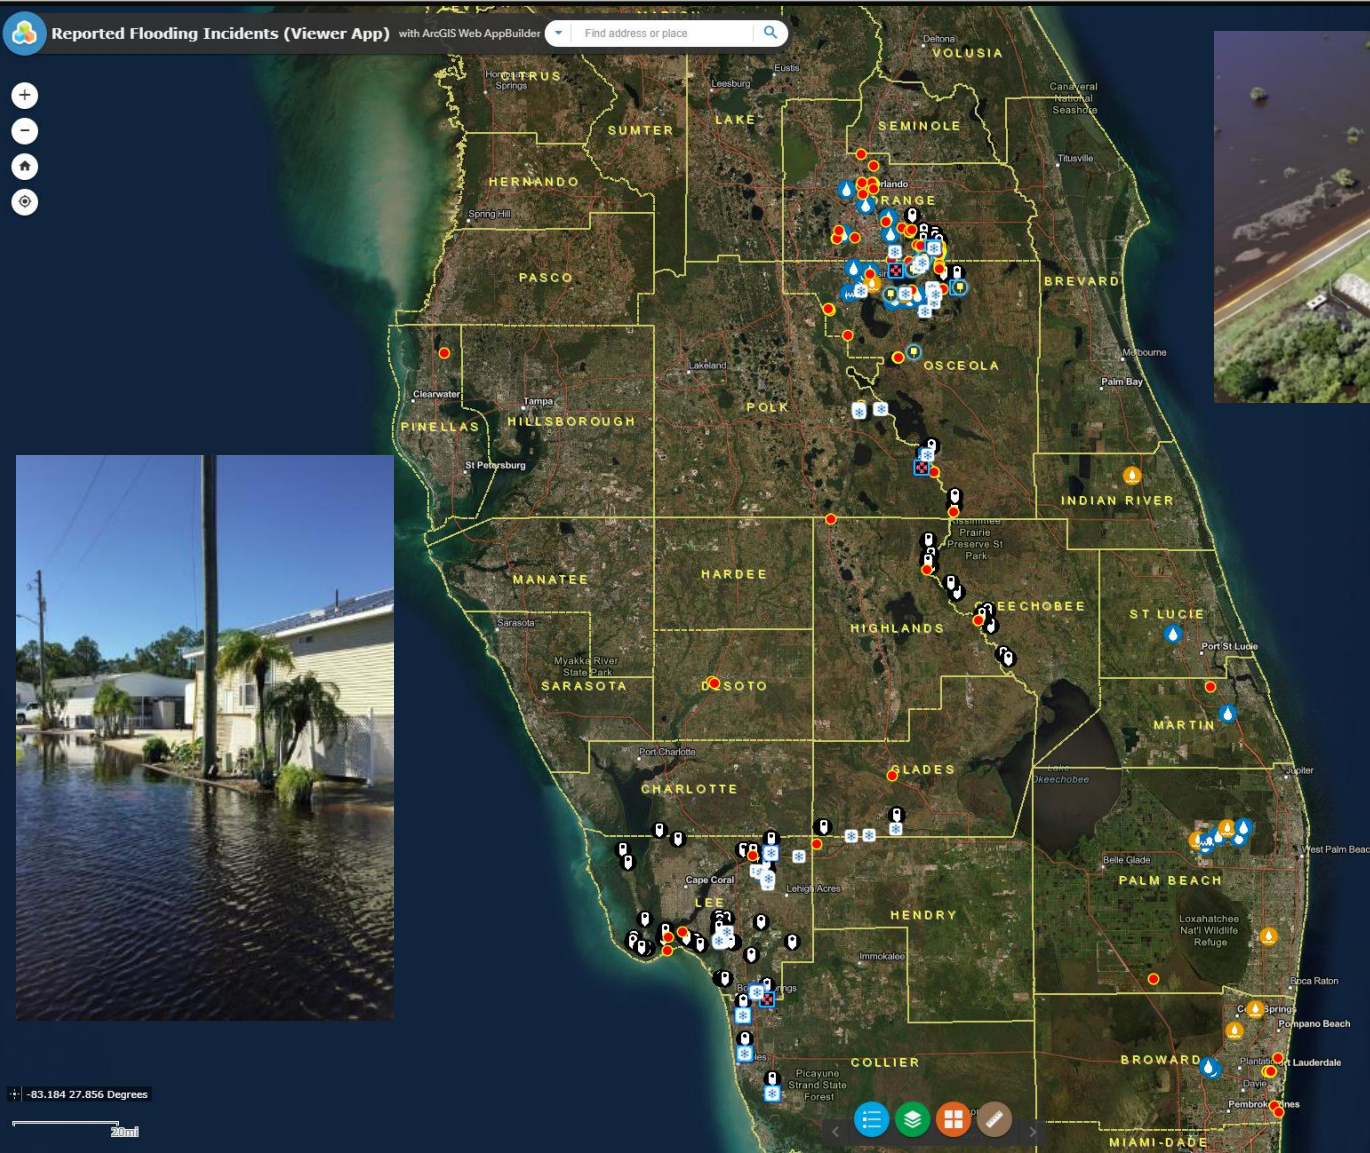 Reported Flooding Incidents (Viewer App)
with ArcGIS Web AppBuilder
Find address or place
Deltona
VOLUSIA
CITRUS
Springs
Eustis
Leesburg
Canaveral
National
Seashore
LAKE
SUMTER
SEMINOLE
Titusville
HERNANDO
Spring Hill
PASCO
BREVARD
Melbourne
OSCEOLA
Lakeland
Palm Bay
Clearwater
Tampa
POLK
PINELLAS
HILLSBOROUGH
St Petersburg
INDIAN RIVER
Kissimmee
Prairie
Preserve St
Park
MANATEE
HARDEE
ST LUCIE
HIGHLANDS
Sarasota
Port St Lucie
Myakka River
State Park
SARASOTA
MARTIN
Port Charlotte
GLADES
Jupiter
Lake
Okeechobee
CHARLOTTE
West Palm Beac
Belle Glade
PALM BEACH
Cape Coral
Lehigh Acres
LEE
HENDRY
Loxahatchee
Nat'l Wildlife
Refuge
Immokalee
Boca Raton
Pompano Beach
COLLIER
BROWARD
Picayune
Strand State
Forest
Davie
-83.184 27.856 Degrees
20mi
MIAMI-DADE